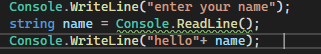 Console.WriteLine("enter your name");
string name = Console.ReadLine();
Console.WriteLine("hello"+ name);